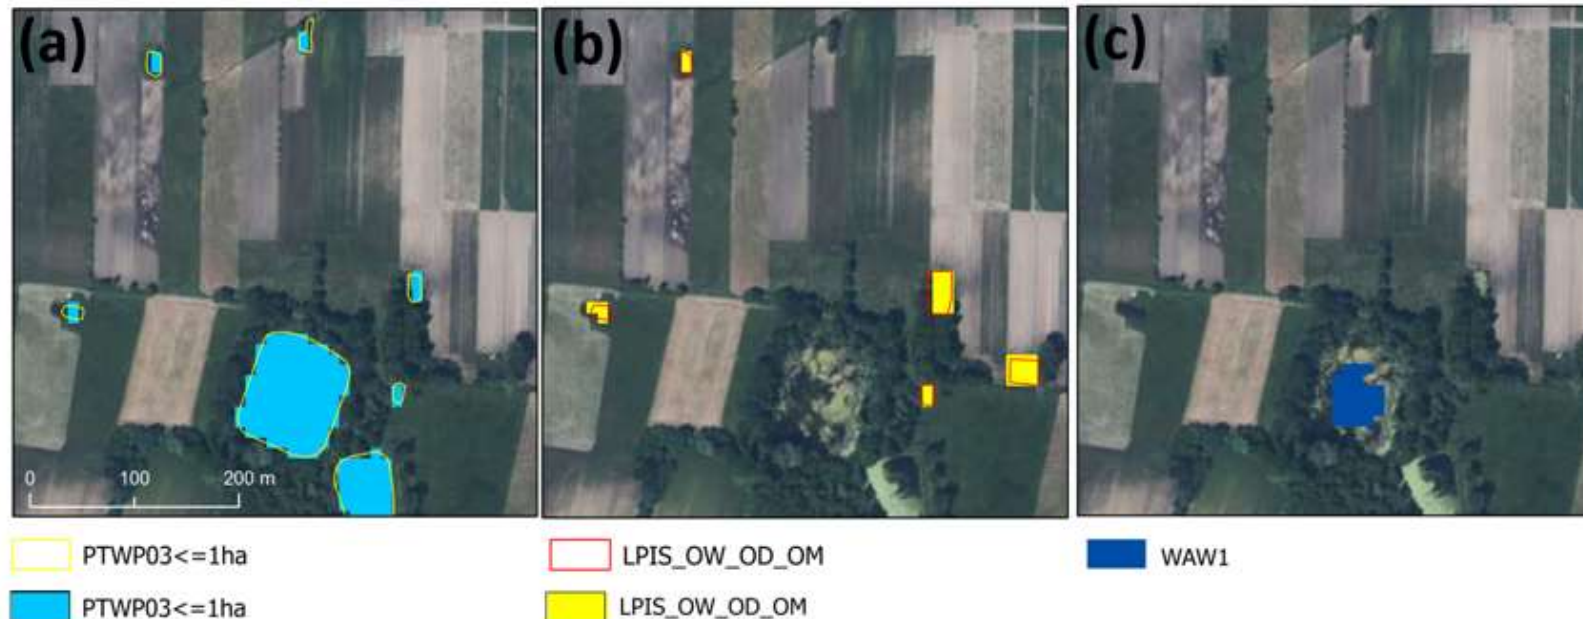 (a) (b) (c)
0 100 200 m
PTWP03<=1ha LPIS_OW_OD_OM WAW1
PTWP03<=1ha LPIS_OW_OD_OM